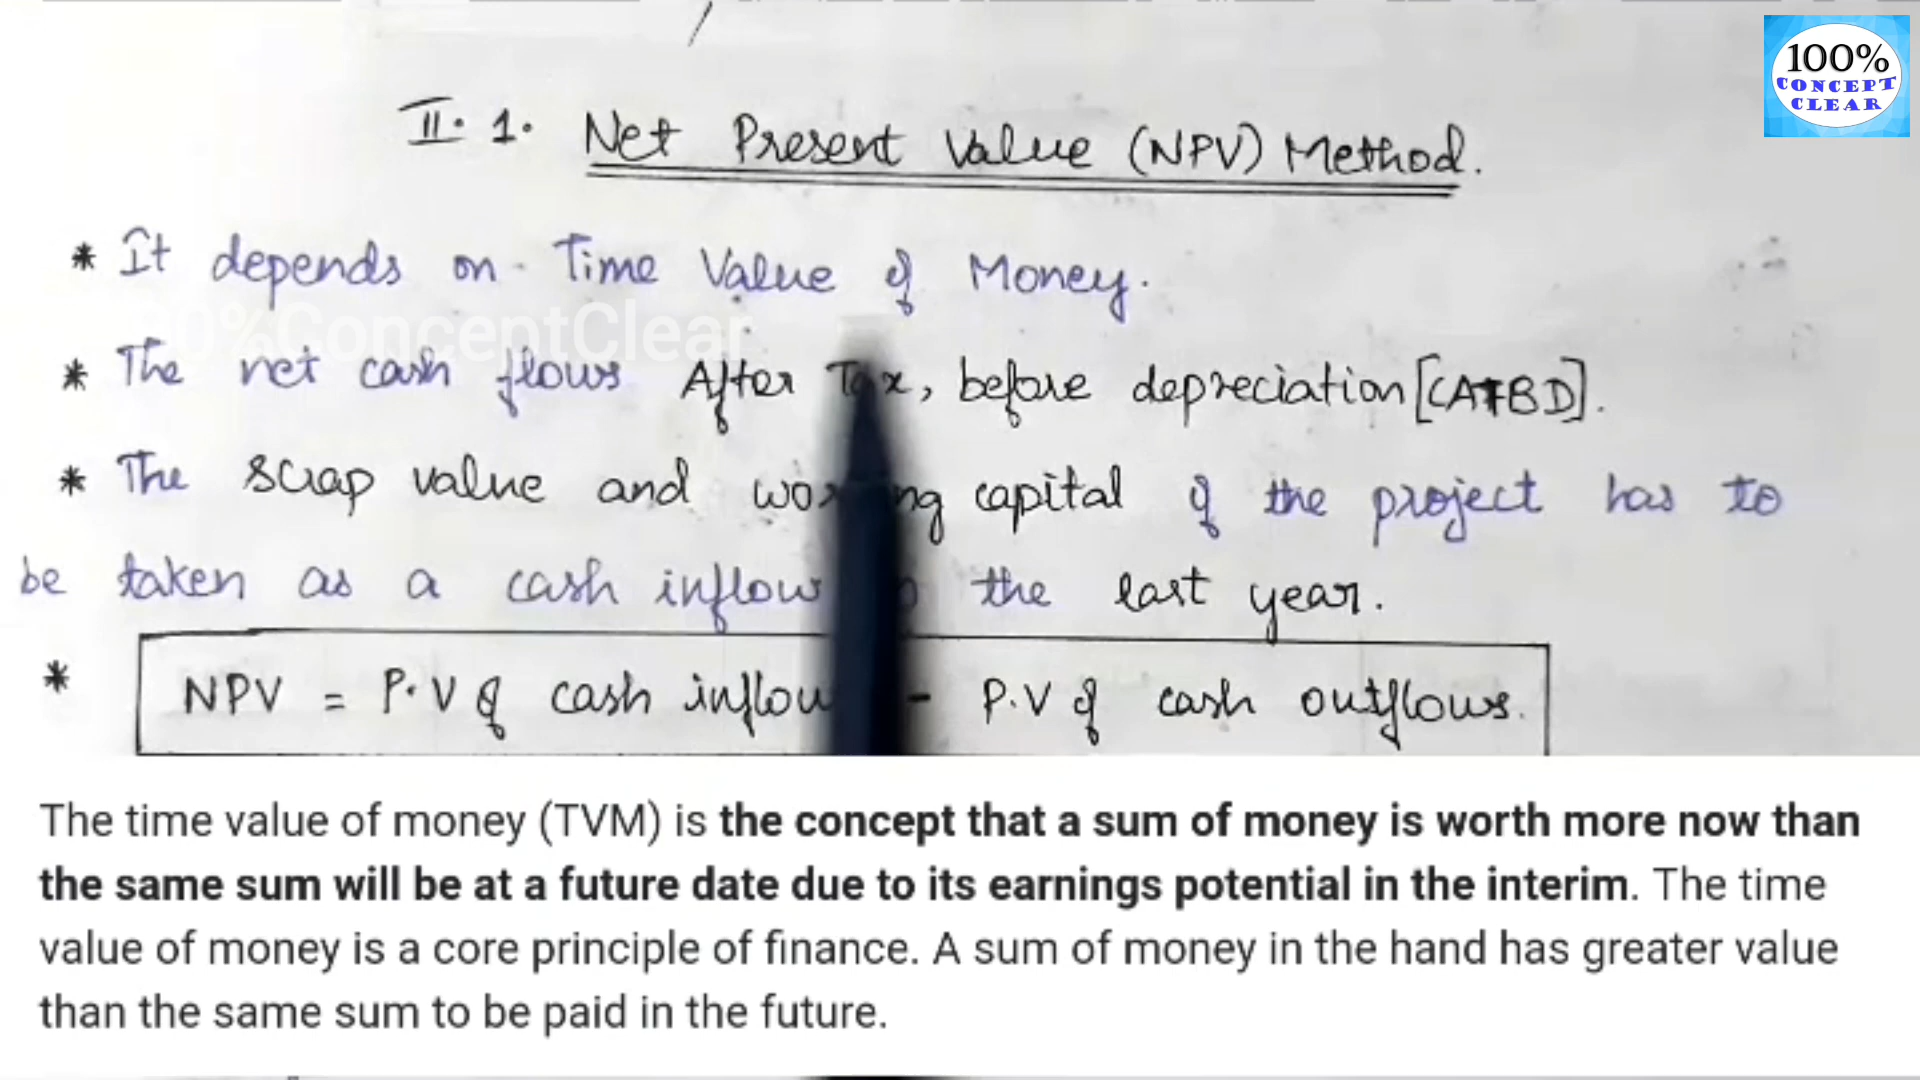 100%
CONCEPT
CLEAR
II. 1. Net Present Value (NPV) Method.
* It depends on Time Value of Money.
%ConceptClear
* The net cash flows After Tax, before depreciation [CATBD].
* The scrap value and capital of the project has to
be taken as a cash inflow the last year.
* NPV = P.V of cash inflow - P.V of cash outflows.
The time value of money (TVM) is the concept that a sum of money is worth more now than
the same sum will be at a future date due to its earnings potential in the interim. The time
value of money is a core principle of finance. A sum of money in the hand has greater value
than the same sum to be paid in the future.